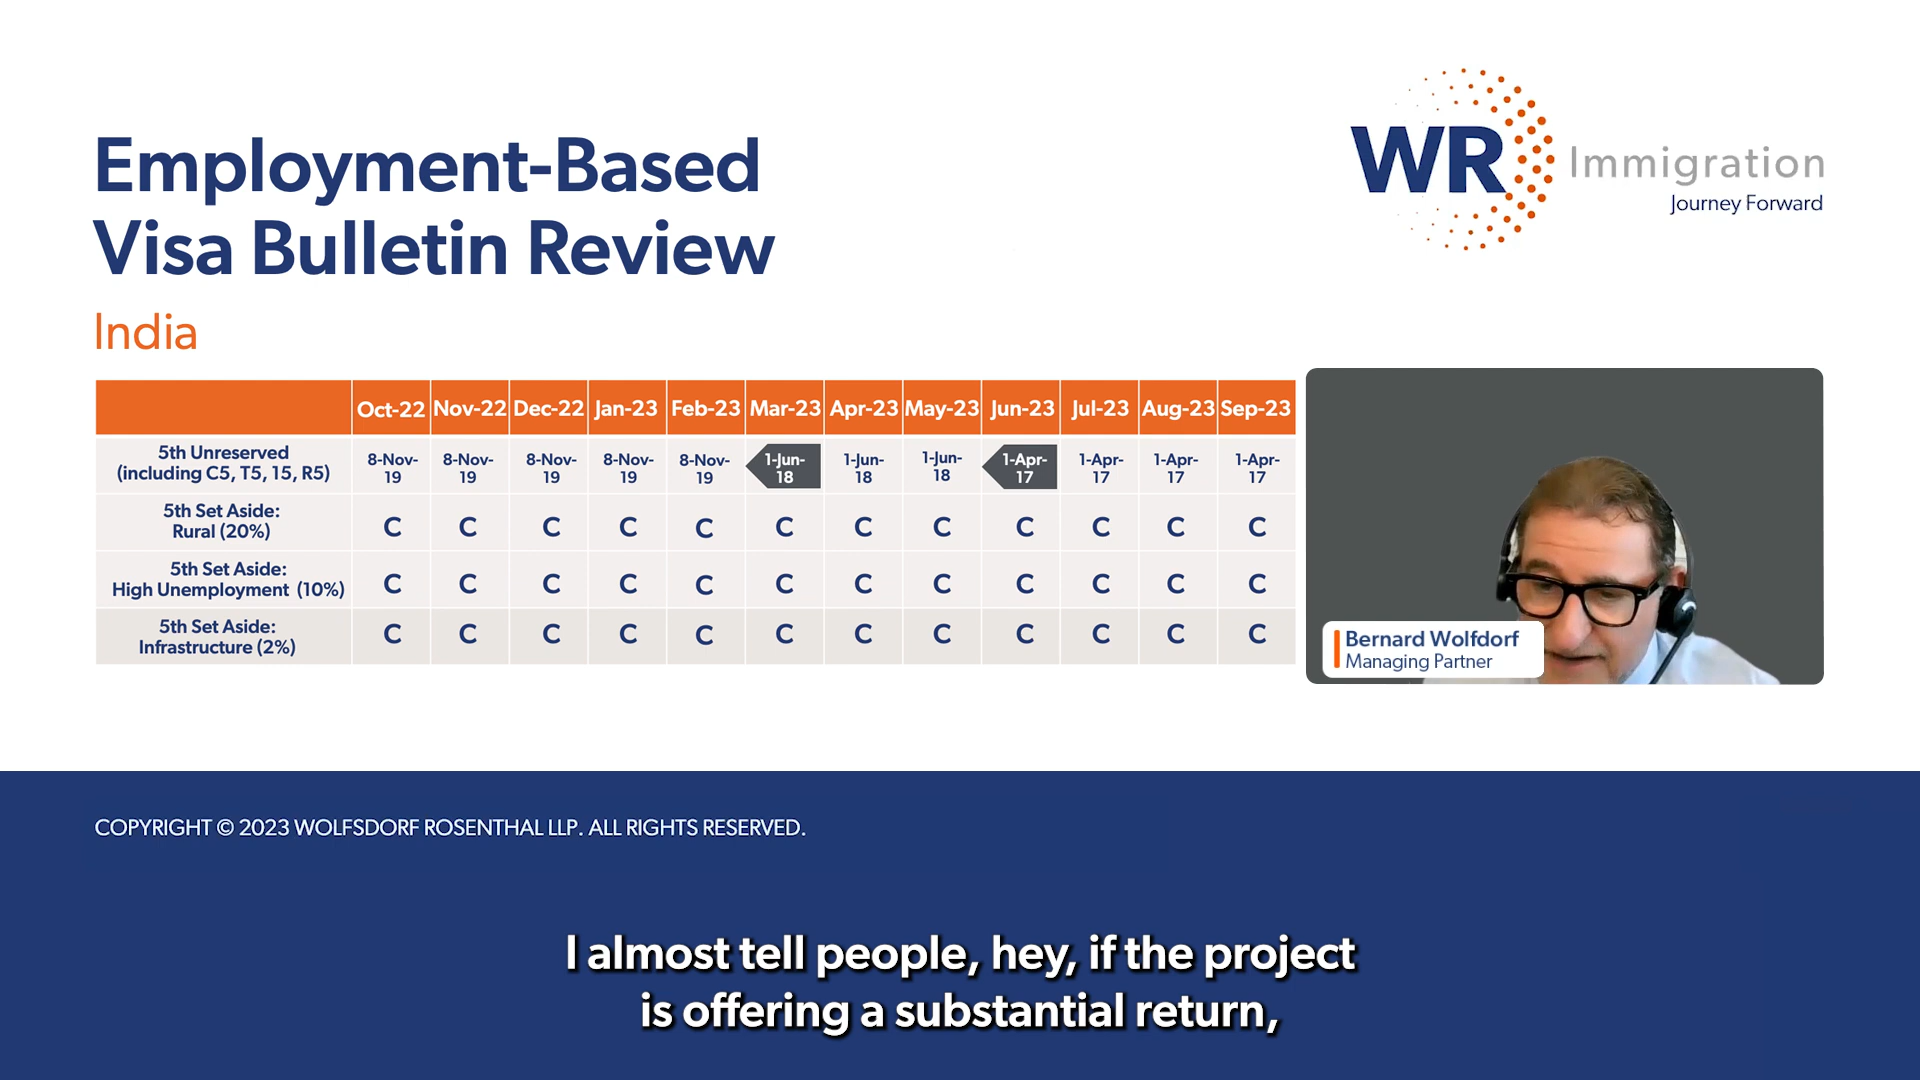 Employment-Based
Visa Bulletin Review
India
WR Immigration
Journey Forward
Oct-22 Nov-22 Dec-22 Jan-23 Feb-23 Mar-23 Apr-23 May-23 Jun-23 Jul-23 Aug-23 Sep-23
5th Unreserved
(including C5, T5, 15, R5)
8-Nov- 8-Nov- 8-Nov- 8-Nov- 8-Nov- 1-Jun- 1-Jun- 1-Jun- 1-Apr- 1-Apr- 1-Apr- 1-Apr-
19 19 19 19 19 18 18 18 17 17 17 17
5th Set Aside:
Rural (20%)
C C C C C C C C C C C C
5th Set Aside:
High Unemployment (10%)
C C C C C C C C C C C C
5th Set Aside:
Infrastructure (2%)
C C C C C C C C C C C C
Bernard Wolfdorf
Managing Partner
COPYRIGHT © 2023 WOLFSDORF ROSENTHAL LLP. ALL RIGHTS RESERVED.
I almost tell people, hey, if the project
is offering a substantial return,